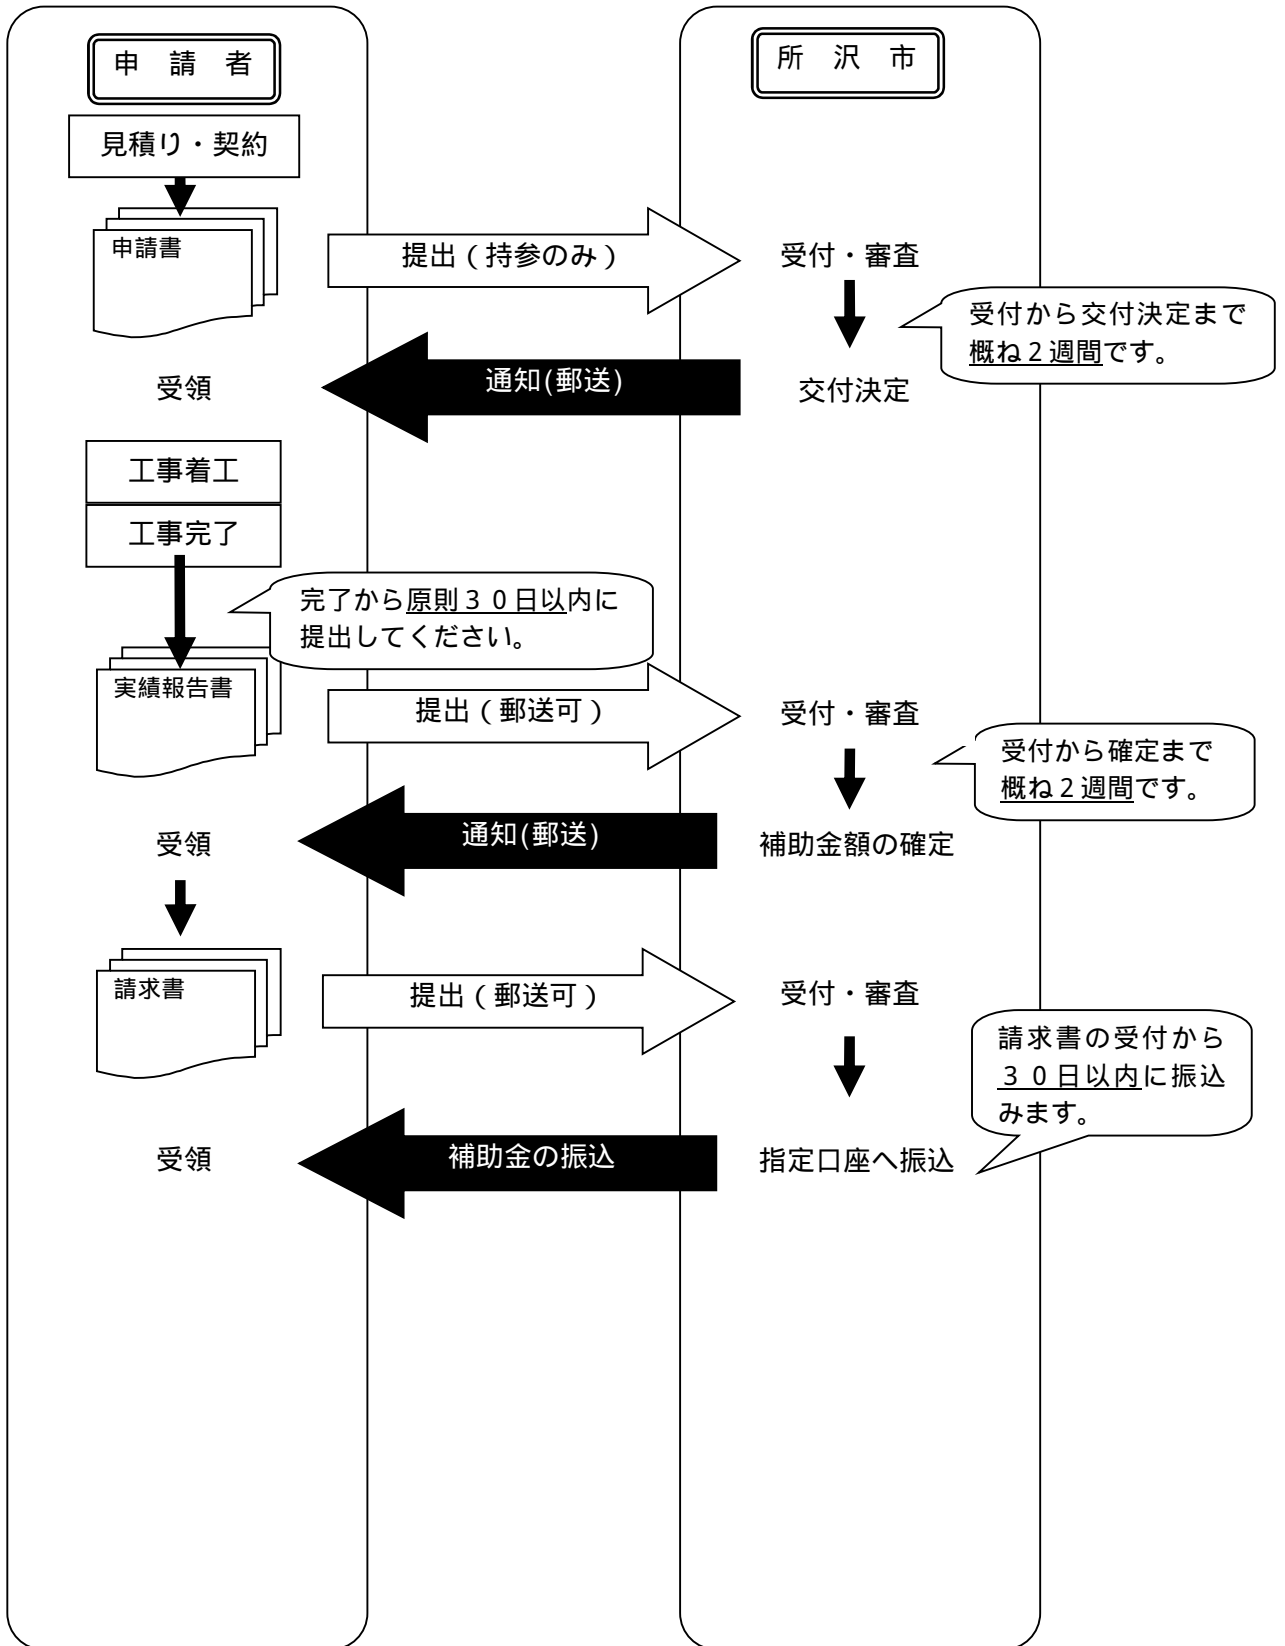 申　請　者
所　沢　市
見積り・契約
申請書
提出（持参のみ）
受付・審査
受付から交付決定まで
概ね２週間です。
受領
通知(郵送)
交付決定
工事着工
工事完了
完了から原則３０日以内に
提出してください。
実績報告書
提出（郵送可）
受付・審査
受付から確定まで
概ね２週間です。
受領
通知(郵送)
補助金額の確定
請求書
提出（郵送可）
受付・審査
請求書の受付から
３０日以内に振込
みます。
受領
補助金の振込
指定口座へ振込